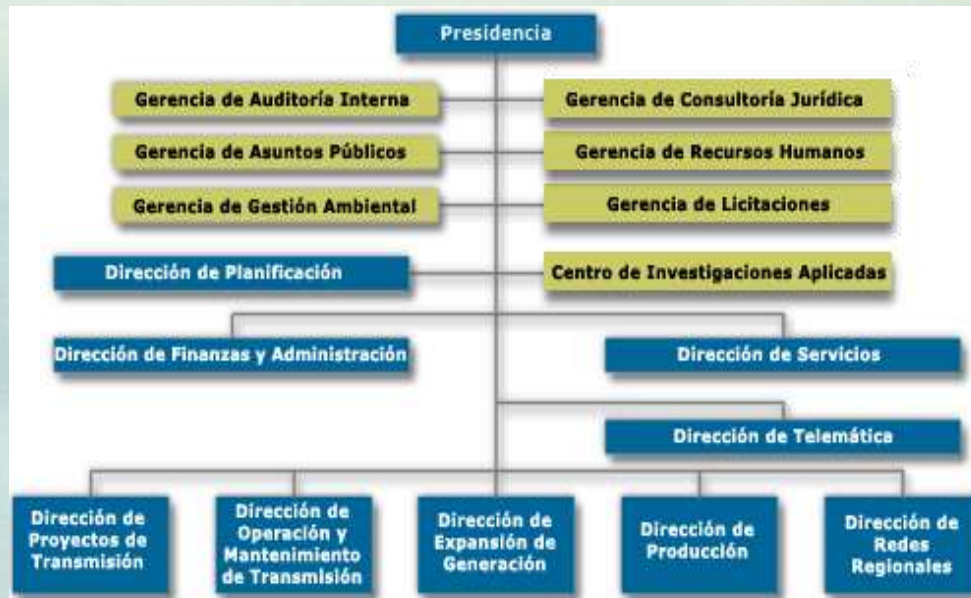 Presidencia
Gerencia de Auditoría Interna
Gerencia de Consultoría Jurídica
Gerencia de Asuntos Públicos
Gerencia de Recursos Humanos
Gerencia de Gestión Ambiental
Gerencia de Licitaciones
Dirección de Planificación
Centro de Investigaciones Aplicadas
Dirección de Finanzas y Administración
Dirección de Servicios
Dirección de Telemática
Dirección de
Proyectos de
Transmisión
Dirección de
Operación y
Mantenimiento
de Transmisión
Dirección de
Expansión de
Generación
Dirección de
Producción
Dirección de
Redes
Regionales